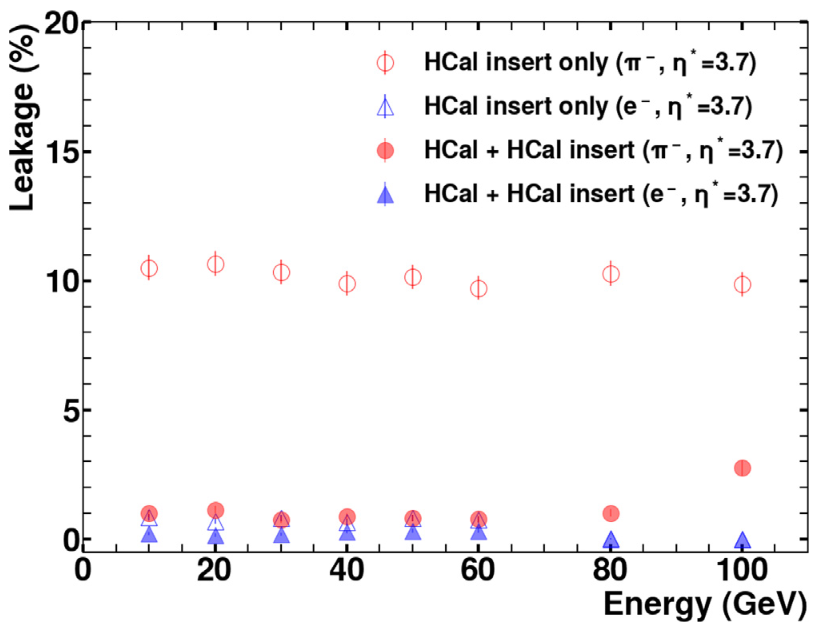 Leakage (%)
20
15
10
5
0
HCal insert only (π⁻, η*=3.7)
HCal insert only (e⁻, η*=3.7)
HCal + HCal insert (π⁻, η*=3.7)
HCal + HCal insert (e⁻, η*=3.7)
0 20 40 60 80 100
Energy (GeV)